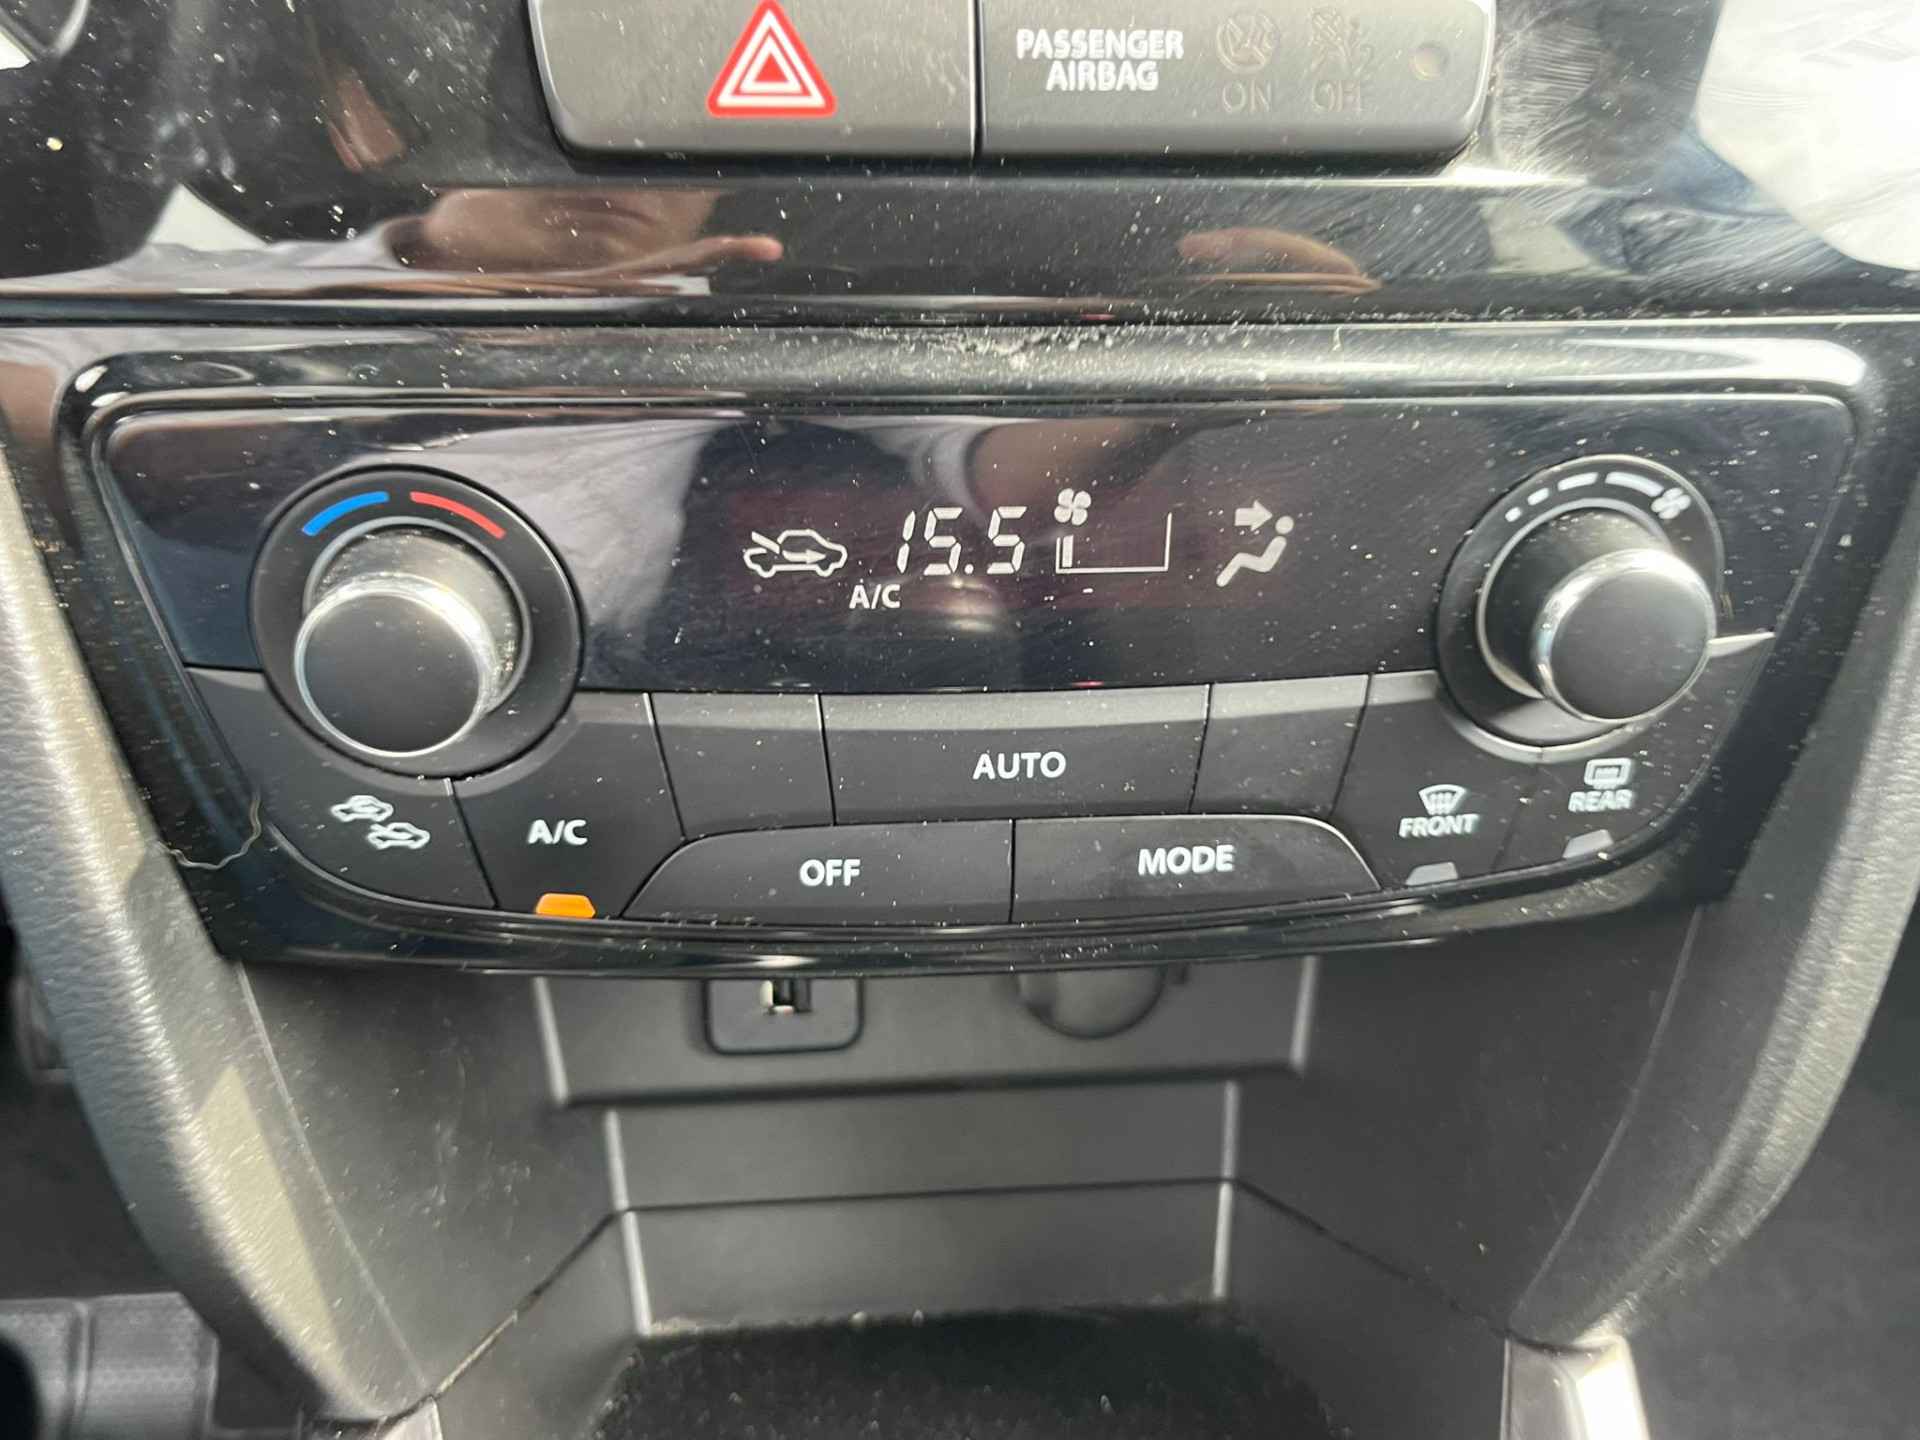 PASSENGER
AIRBAG
ON
OFF
15.5
A/C
AUTO
A/C
OFF
MODE
FRONT
REAR